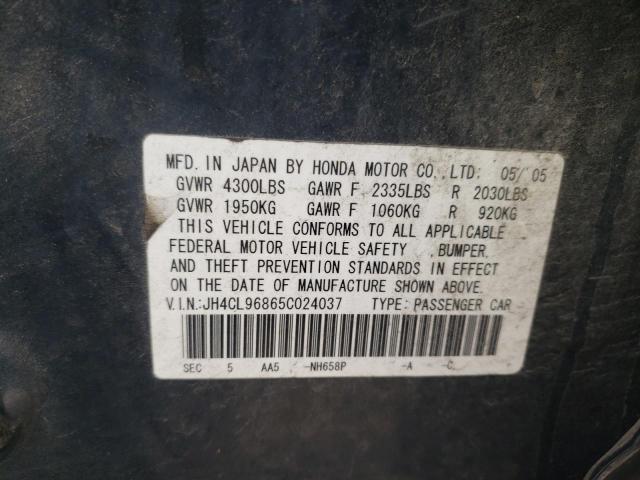 MFD. IN JAPAN BY HONDA MOTOR CO.,LTD: 05/05
GVWR 4300LBS GAWR F 2335LBS R 2030LBS
GVWR 1950KG GAWR F 1060KG R 920KG
THIS VEHICLE CONFORMS TO ALL APPLICABLE
FEDERAL MOTOR VEHICLE SAFETY , BUMPER,
AND THEFT PREVENTION STANDARDS IN EFFECT
ON THE DATE OF MANUFACTURE SHOWN ABOVE.
V.I.N:JH4CL96865C024037 TYPE: PASSENGER CAR
SEC 5 AA5 -NH658P -A -C